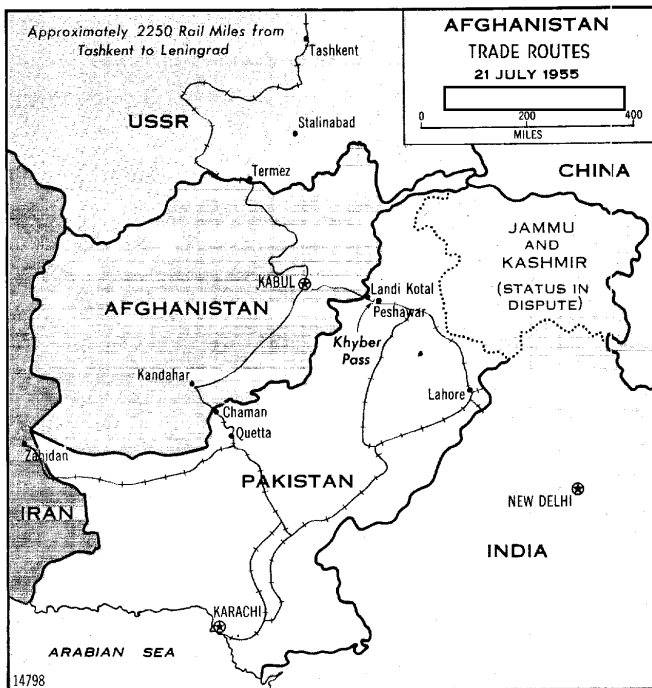 Approximately 2250 Rail Miles from
Tashkent to Leningrad
AFGHANISTAN
TRADE ROUTES
21 JULY 1955
0 200 400
MILES
Tashkent
USSR
Stalinabad
Termez
CHINA
JAMMU
AND
KASHMIR
(STATUS IN
DISPUTE)
KABUL
Landi Kotal
Peshawar
AFGHANISTAN
Khyber
Pass
Kandahar
Lahore
Chaman
Quetta
Zahidan
PAKISTAN
IRAN
NEW DELHI
INDIA
KARACHI
ARABIAN SEA
14798